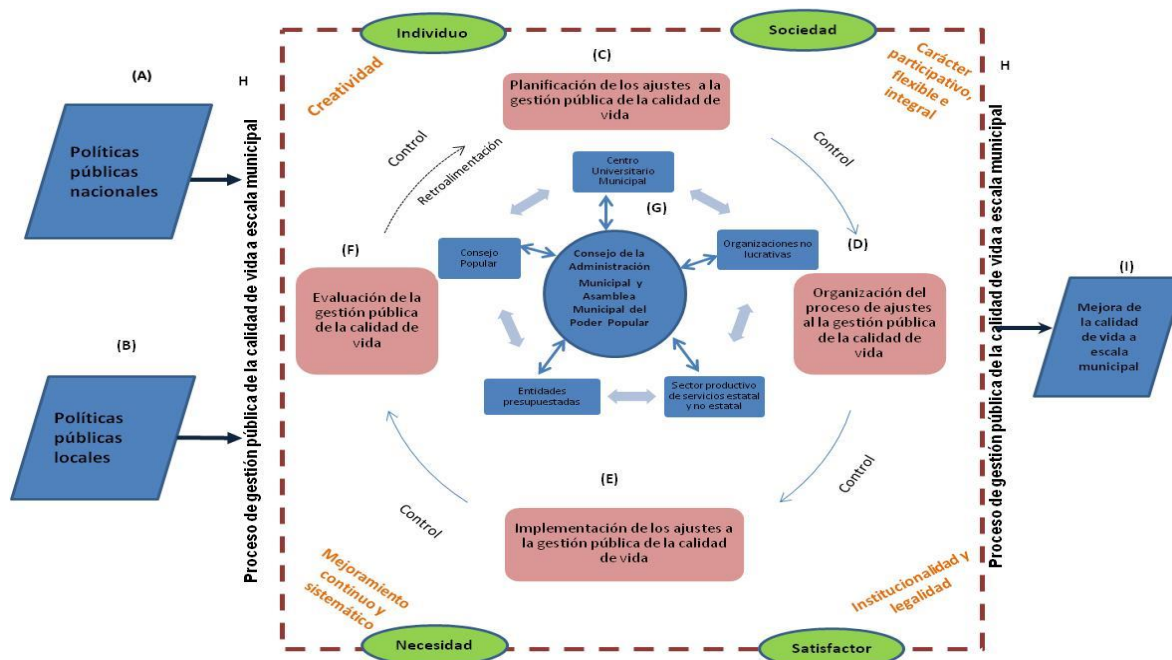 (A)
H
Políticas
públicas
nacionales
(B)
Políticas
públicas
locales
Proceso de gestión pública de la calidad de vida a escala municipal
Individuo
Sociedad
Creatividad
Carácter
participativo,
flexible e
integral
(C)
Planificación de los ajustes a la
gestión pública de la calidad de
vida
Control
Retroalimentación
Control
Centro
Universitario
Municipal
(G)
Consejo
Popular
Organizaciones no
lucrativas
Consejo de la
Administración
Municipal y
Asamblea
Municipal del
Poder Popular
Entidades
presupuestadas
Sector productivo
de servicios estatal
y no estatal
(F)
Evaluación de la
gestión pública
de la calidad de
vida
(D)
Organización del
proceso de ajustes
al la gestión pública
de la calidad de
vida
Control
Control
(E)
Implementación de los ajustes a
la gestión pública de la calidad
de vida
Mejoramiento
continuo y
sistemático
Institucionalidad y
legalidad
Necesidad
Satisfactor
H
Proceso de gestión pública de la calidad de vida a escala municipal
(I)
Mejora de
la calidad
de vida a
escala
municipal